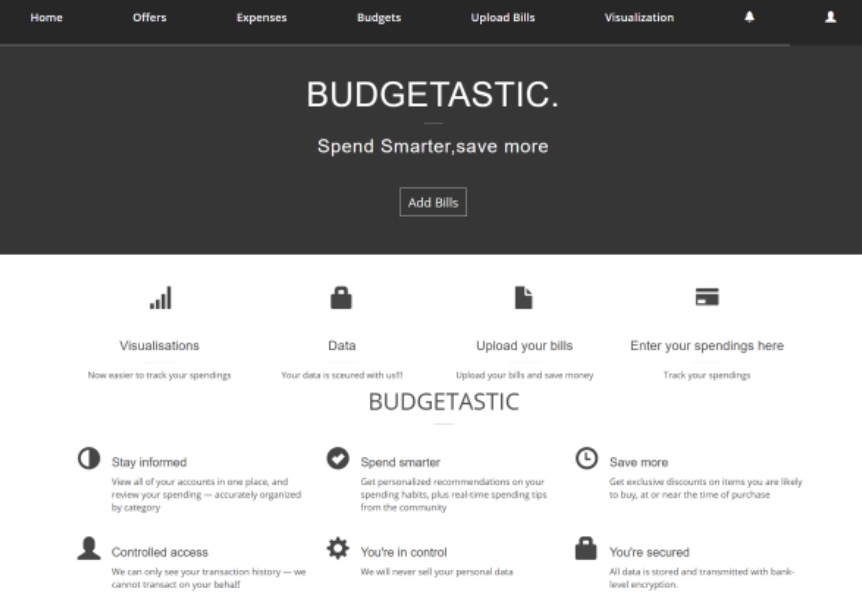 Home Offers Expenses Budgets Upload Bills Visualization
BUDGETASTIC.
Spend Smarter,save more
Add Bills
Visualisations Data Upload your bills Enter your spendings here
Now easier to track your spendings Your data is sceured with us!!! Upload your bills and save money Track your spendings
BUDGETASTIC
Stay informed
View all of your accounts in one place, and
review your spending — accurately organized
by category
Spend smarter
Get personalized recommendations on your
spending habits, plus real-time spending tips
from the community
Save more
Get exclusive discounts on items you are likely
to buy, at or near the time of purchase
Controlled access
We can only see your transaction history — we
cannot transact on your behalf
You're in control
We will never sell your personal data
You're secured
All data is stored and transmitted with bank-
level encryption.